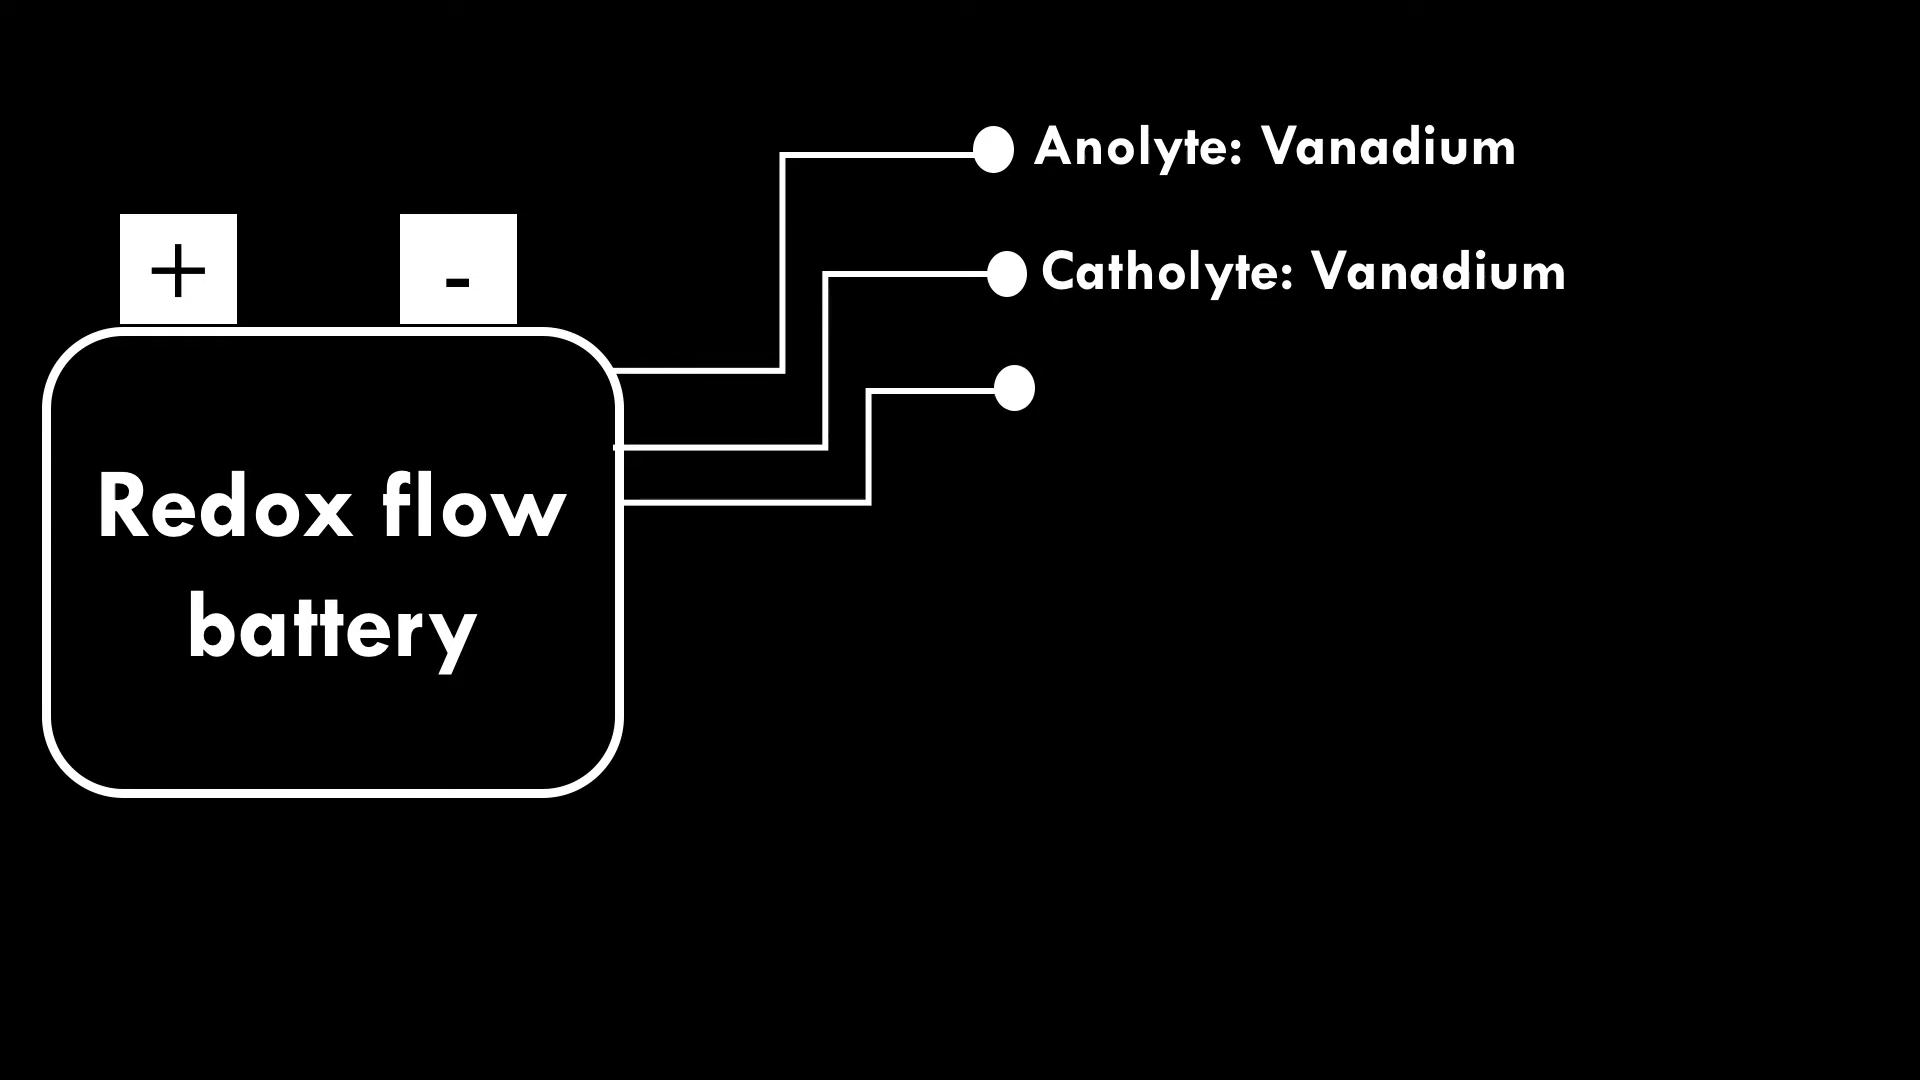 Anolyte: Vanadium
Catholyte: Vanadium
+ -
Redox flow
battery